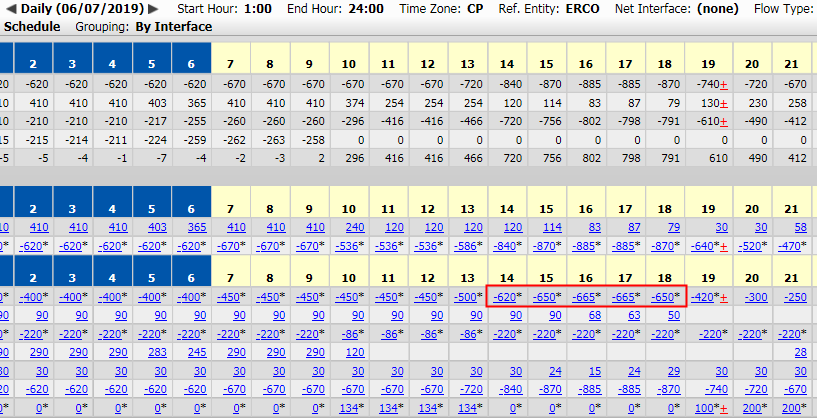 Daily (06/07/2019) Start Hour: 1:00 End Hour: 24:00 Time Zone: CP Ref. Entity: ERCO Net Interface: (none) Flow Type:
Schedule Grouping: By Interface
2 3 4 5 6 7 8 9 10 11 12 13 14 15 16 17 18 19 20 21
20 -620 -620 -620 -620 -620 -670 -670 -670 -670 -670 -670 -720 -840 -870 -885 -885 -870 -740+ -720 -670
10 410 410 410 403 365 410 410 410 374 254 254 254 120 114 83 87 79 130+ 230 258
10 -210 -210 -210 -217 -255 -260 -260 -260 -296 -416 -416 -466 -720 -756 -802 -798 -791 -610+ -490 -412
15 -215 -214 -211 -224 -259 -262 -263 -258 0 0 0 0 0 0 0 0 0 0 0 0
-5 -5 -4 -1 -7 -4 -2 -3 2 296 416 416 466 720 756 802 798 791 610 490 412
2 3 4 5 6 7 8 9 10 11 12 13 14 15 16 17 18 19 20 21
10 410 410 410 403 365 410 410 410 240 120 120 120 120 114 83 87 79 30 30 58
0* -620* -620* -620* -620* -620* -670* -670* -670* -536* -536* -536* -586* -840* -870* -885* -885* -870* -640*+ -520* -470*
2 3 4 5 6 7 8 9 10 11 12 13 14 15 16 17 18 19 20 21
0* -400* -400* -400* -400* -400* -450* -450* -450* -450* -450* -450* -500* -620* -650* -665* -665* -650* -420*+ -300 -250
90 90 90 90 90 90 90 90 90 90 90 90 90 90 90 68 63 50
0* -220* -220* -220* -220* -220* -220* -220* -220* -86* -86* -86* -86* -220* -220* -220* -220* -220* -220* -220* -220*
90 290 290 290 283 245 290 290 290 120 28
30 30 30 30 30 30 30 30 30 30 30 30 30 30 24 15 24 29 30 30 30
20 -620 -620 -620 -620 -620 -670 -670 -670 -670 -670 -670 -720 -840 -870 -885 -885 -870 -740 -720 -670
0* 0* 0* 0* 0* 0* 0* 0* 0* 134* 134* 134* 134* 0* 0* 0* 0* 0* 100*+ 200* 200*